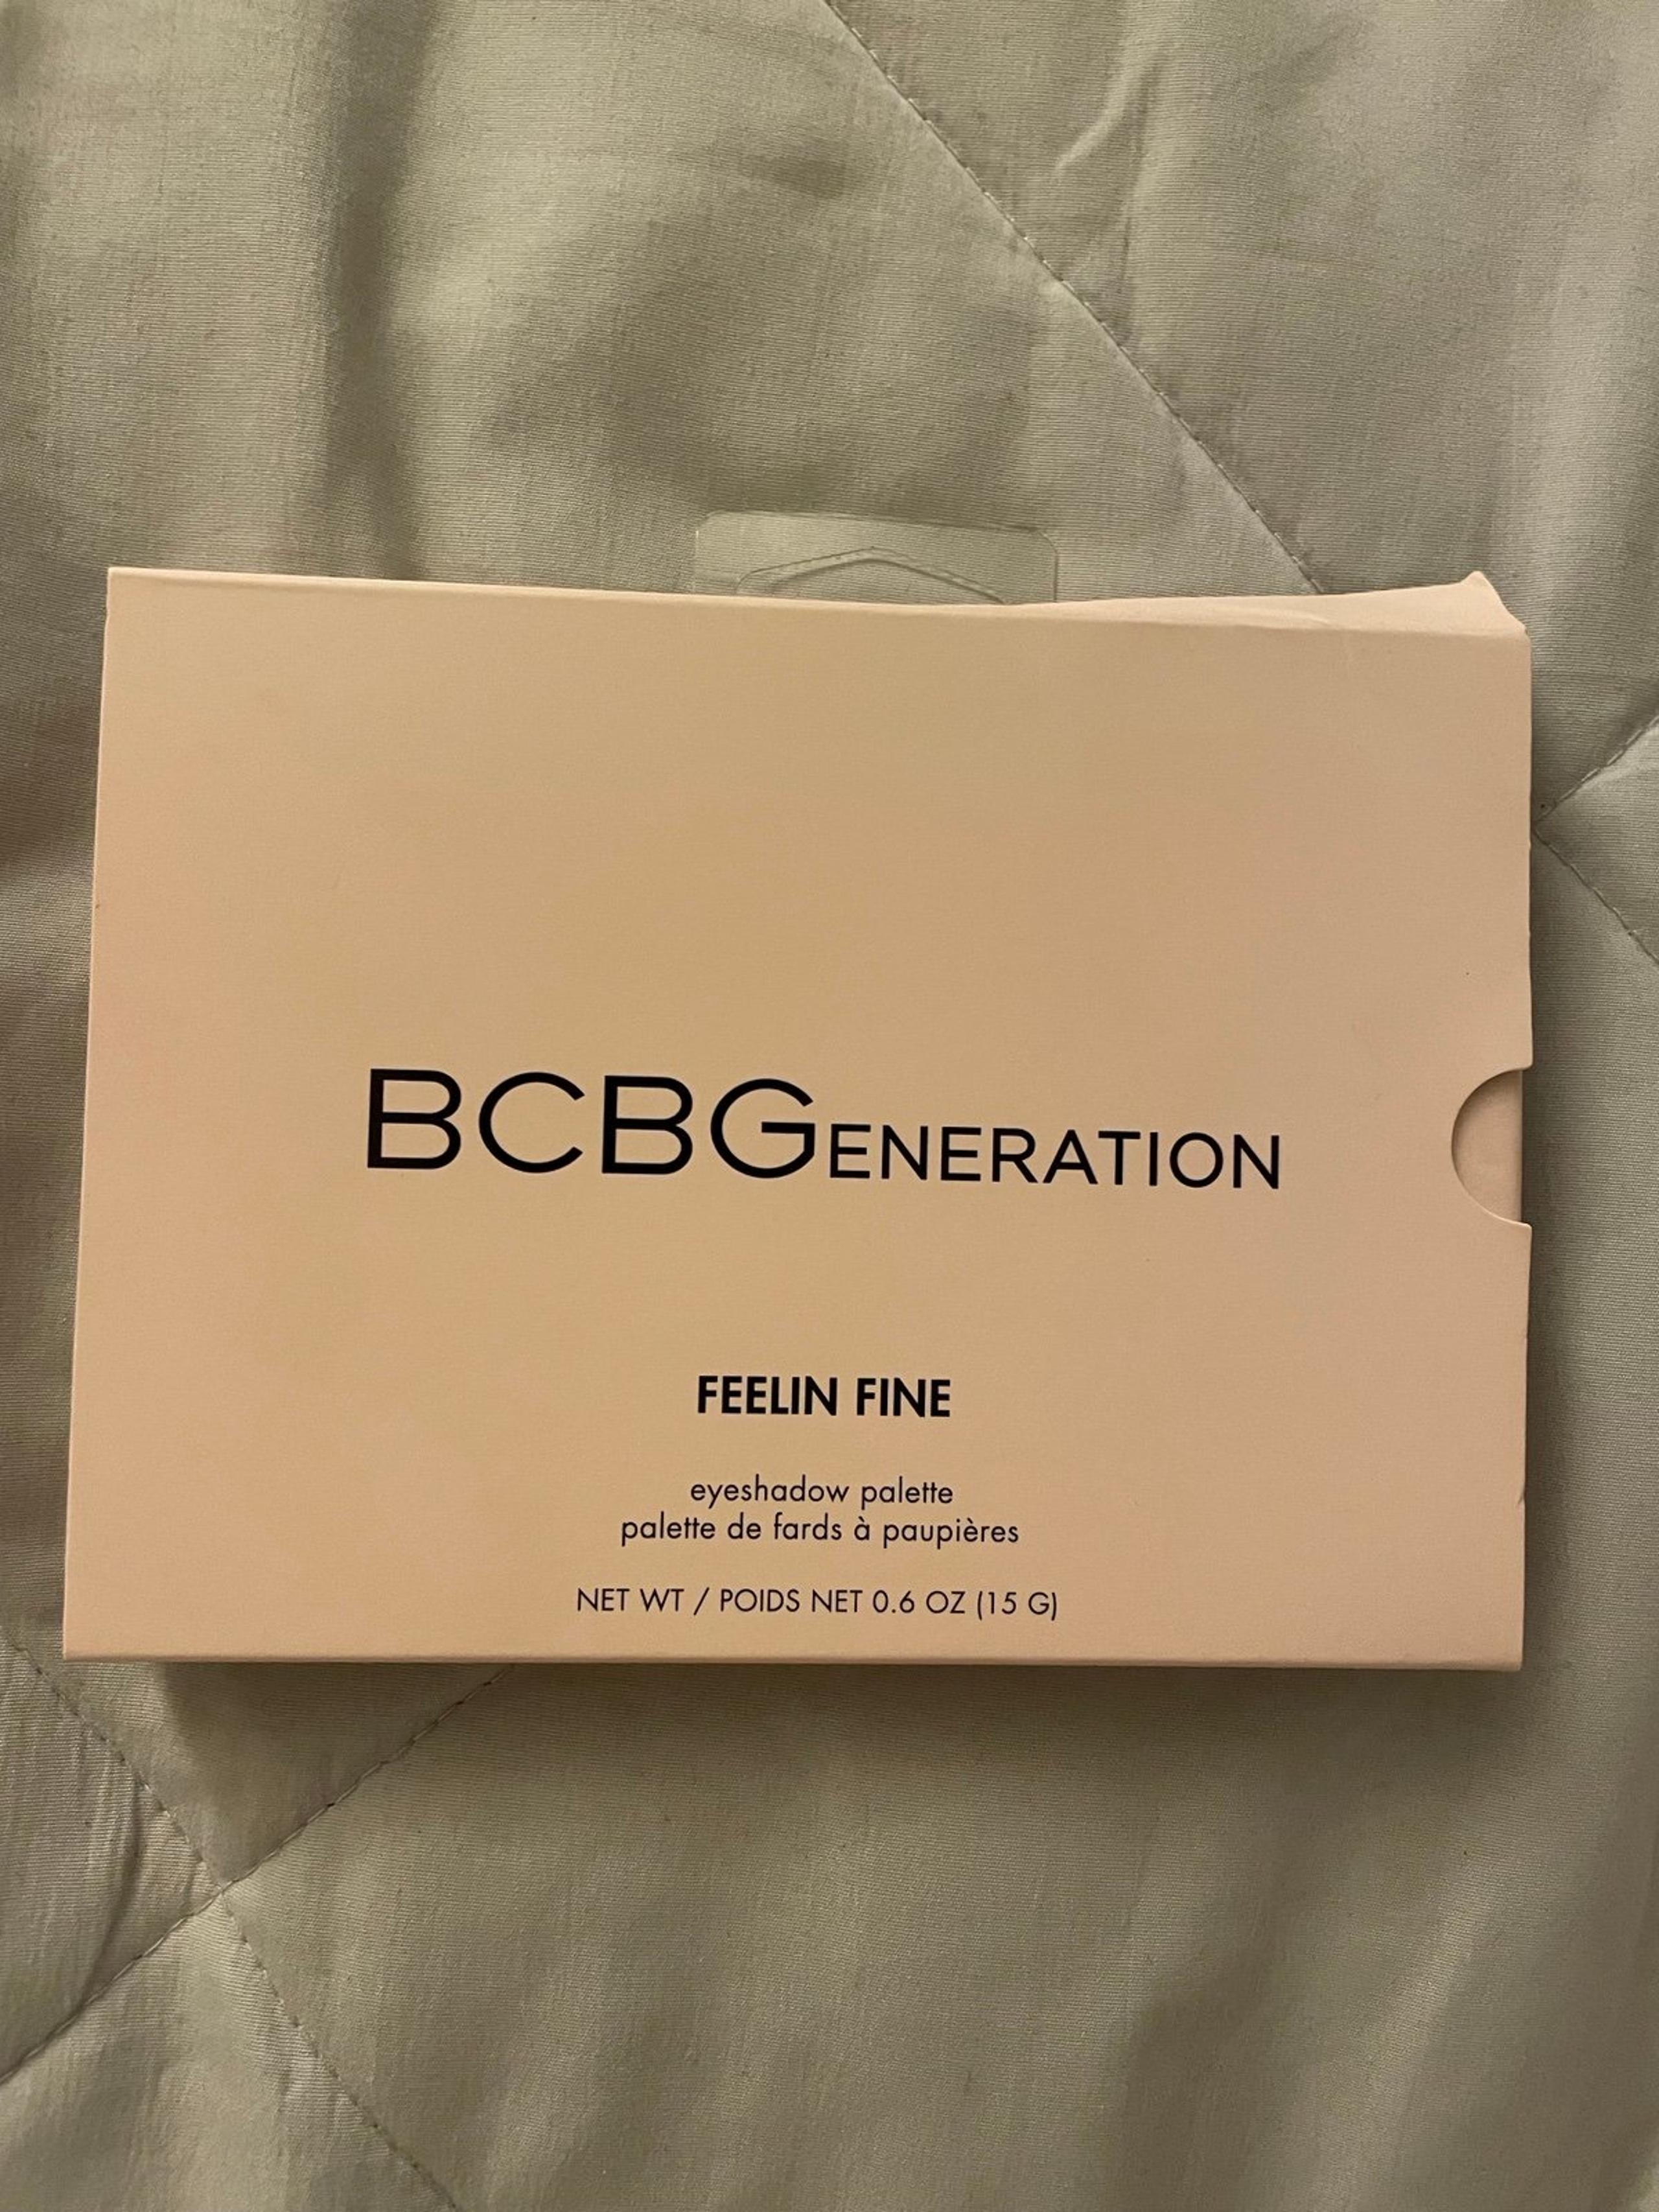 BCBGENERATION
FEELIN FINE
eyeshadow palette
palette de fards à paupières
NET WT / POIDS NET 0.6 OZ (15 G)